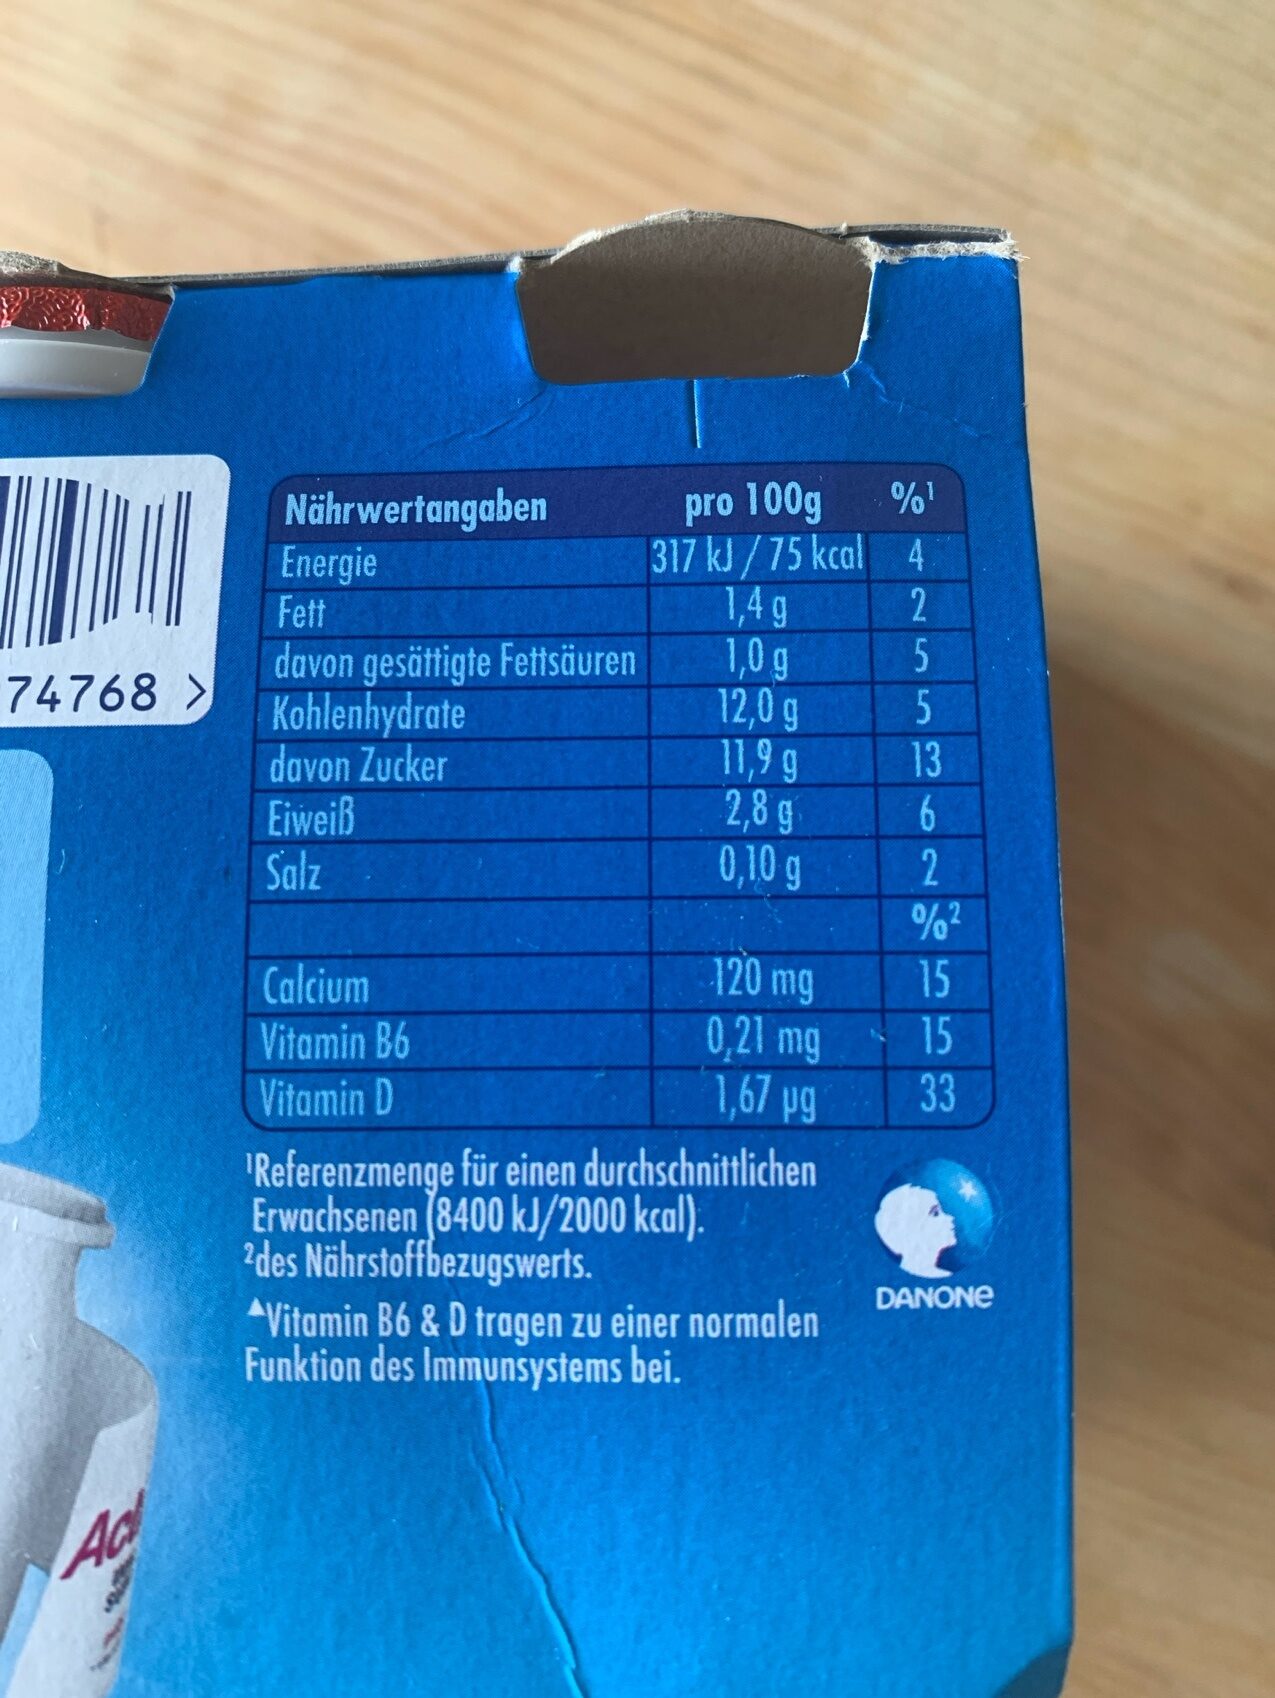 Nährwertangaben pro 100g %¹
Energie 317 kJ / 75 kcal 4
Fett 1,4 g 2
davon gesättigte Fettsäuren 1,0 g 5
Kohlenhydrate 12,0 g 5
davon Zucker 11,9 g 13
Eiweiß 2,8 g 6
Salz 0,10 g 2
%²
Calcium 120 mg 15
Vitamin B6 0,21 mg 15
Vitamin D 1,67 µg 33
74768 >
¹Referenzmenge für einen durchschnittlichen
Erwachsenen (8400 kJ/2000 kcal).
²des Nährstoffbezugswerts.
▲Vitamin B6 & D tragen zu einer normalen
Funktion des Immunsystems bei.
DANONE